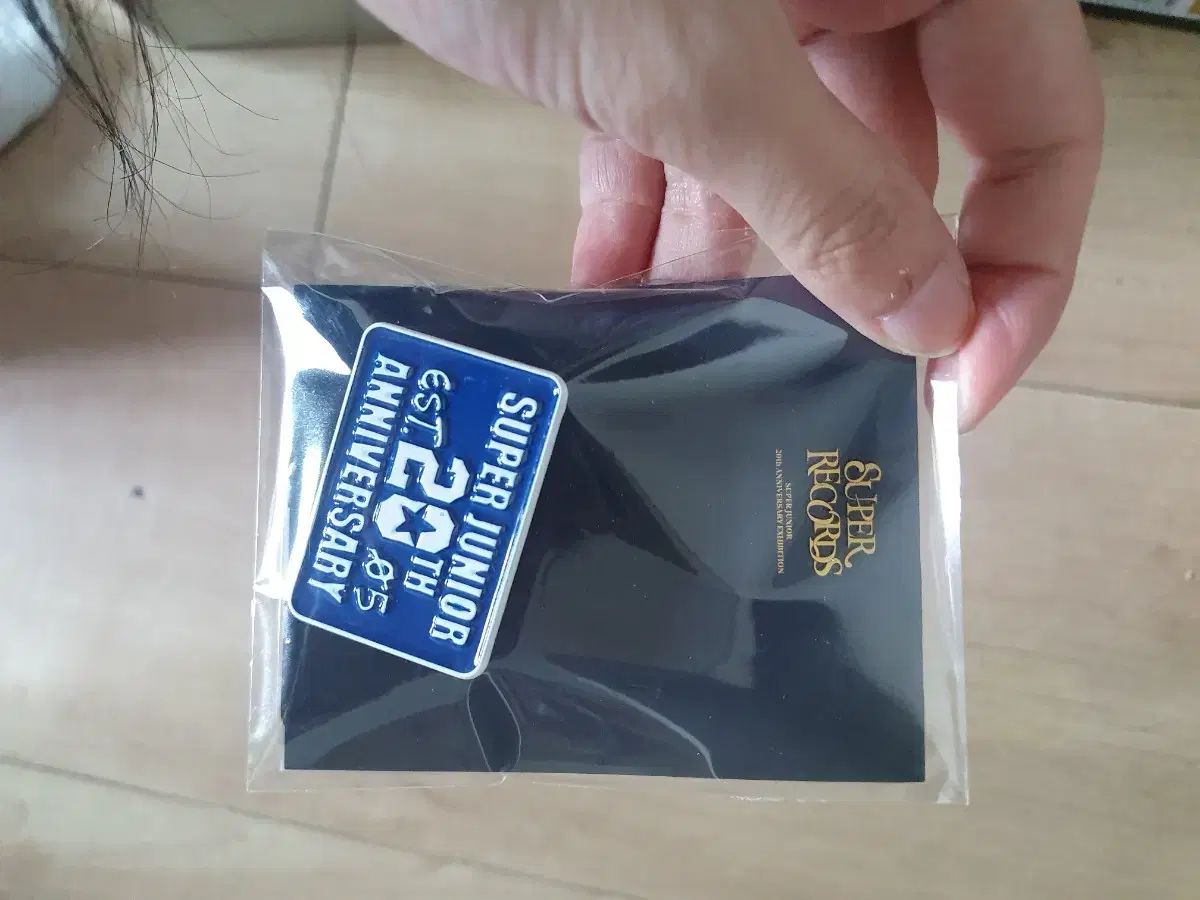 SUPER
RECORDS
SUPER JUNIOR
20th ANNIVERSARY EXHIBITION
SUPER JUNIOR
20TH
EST. 05
ANNIVERSARY